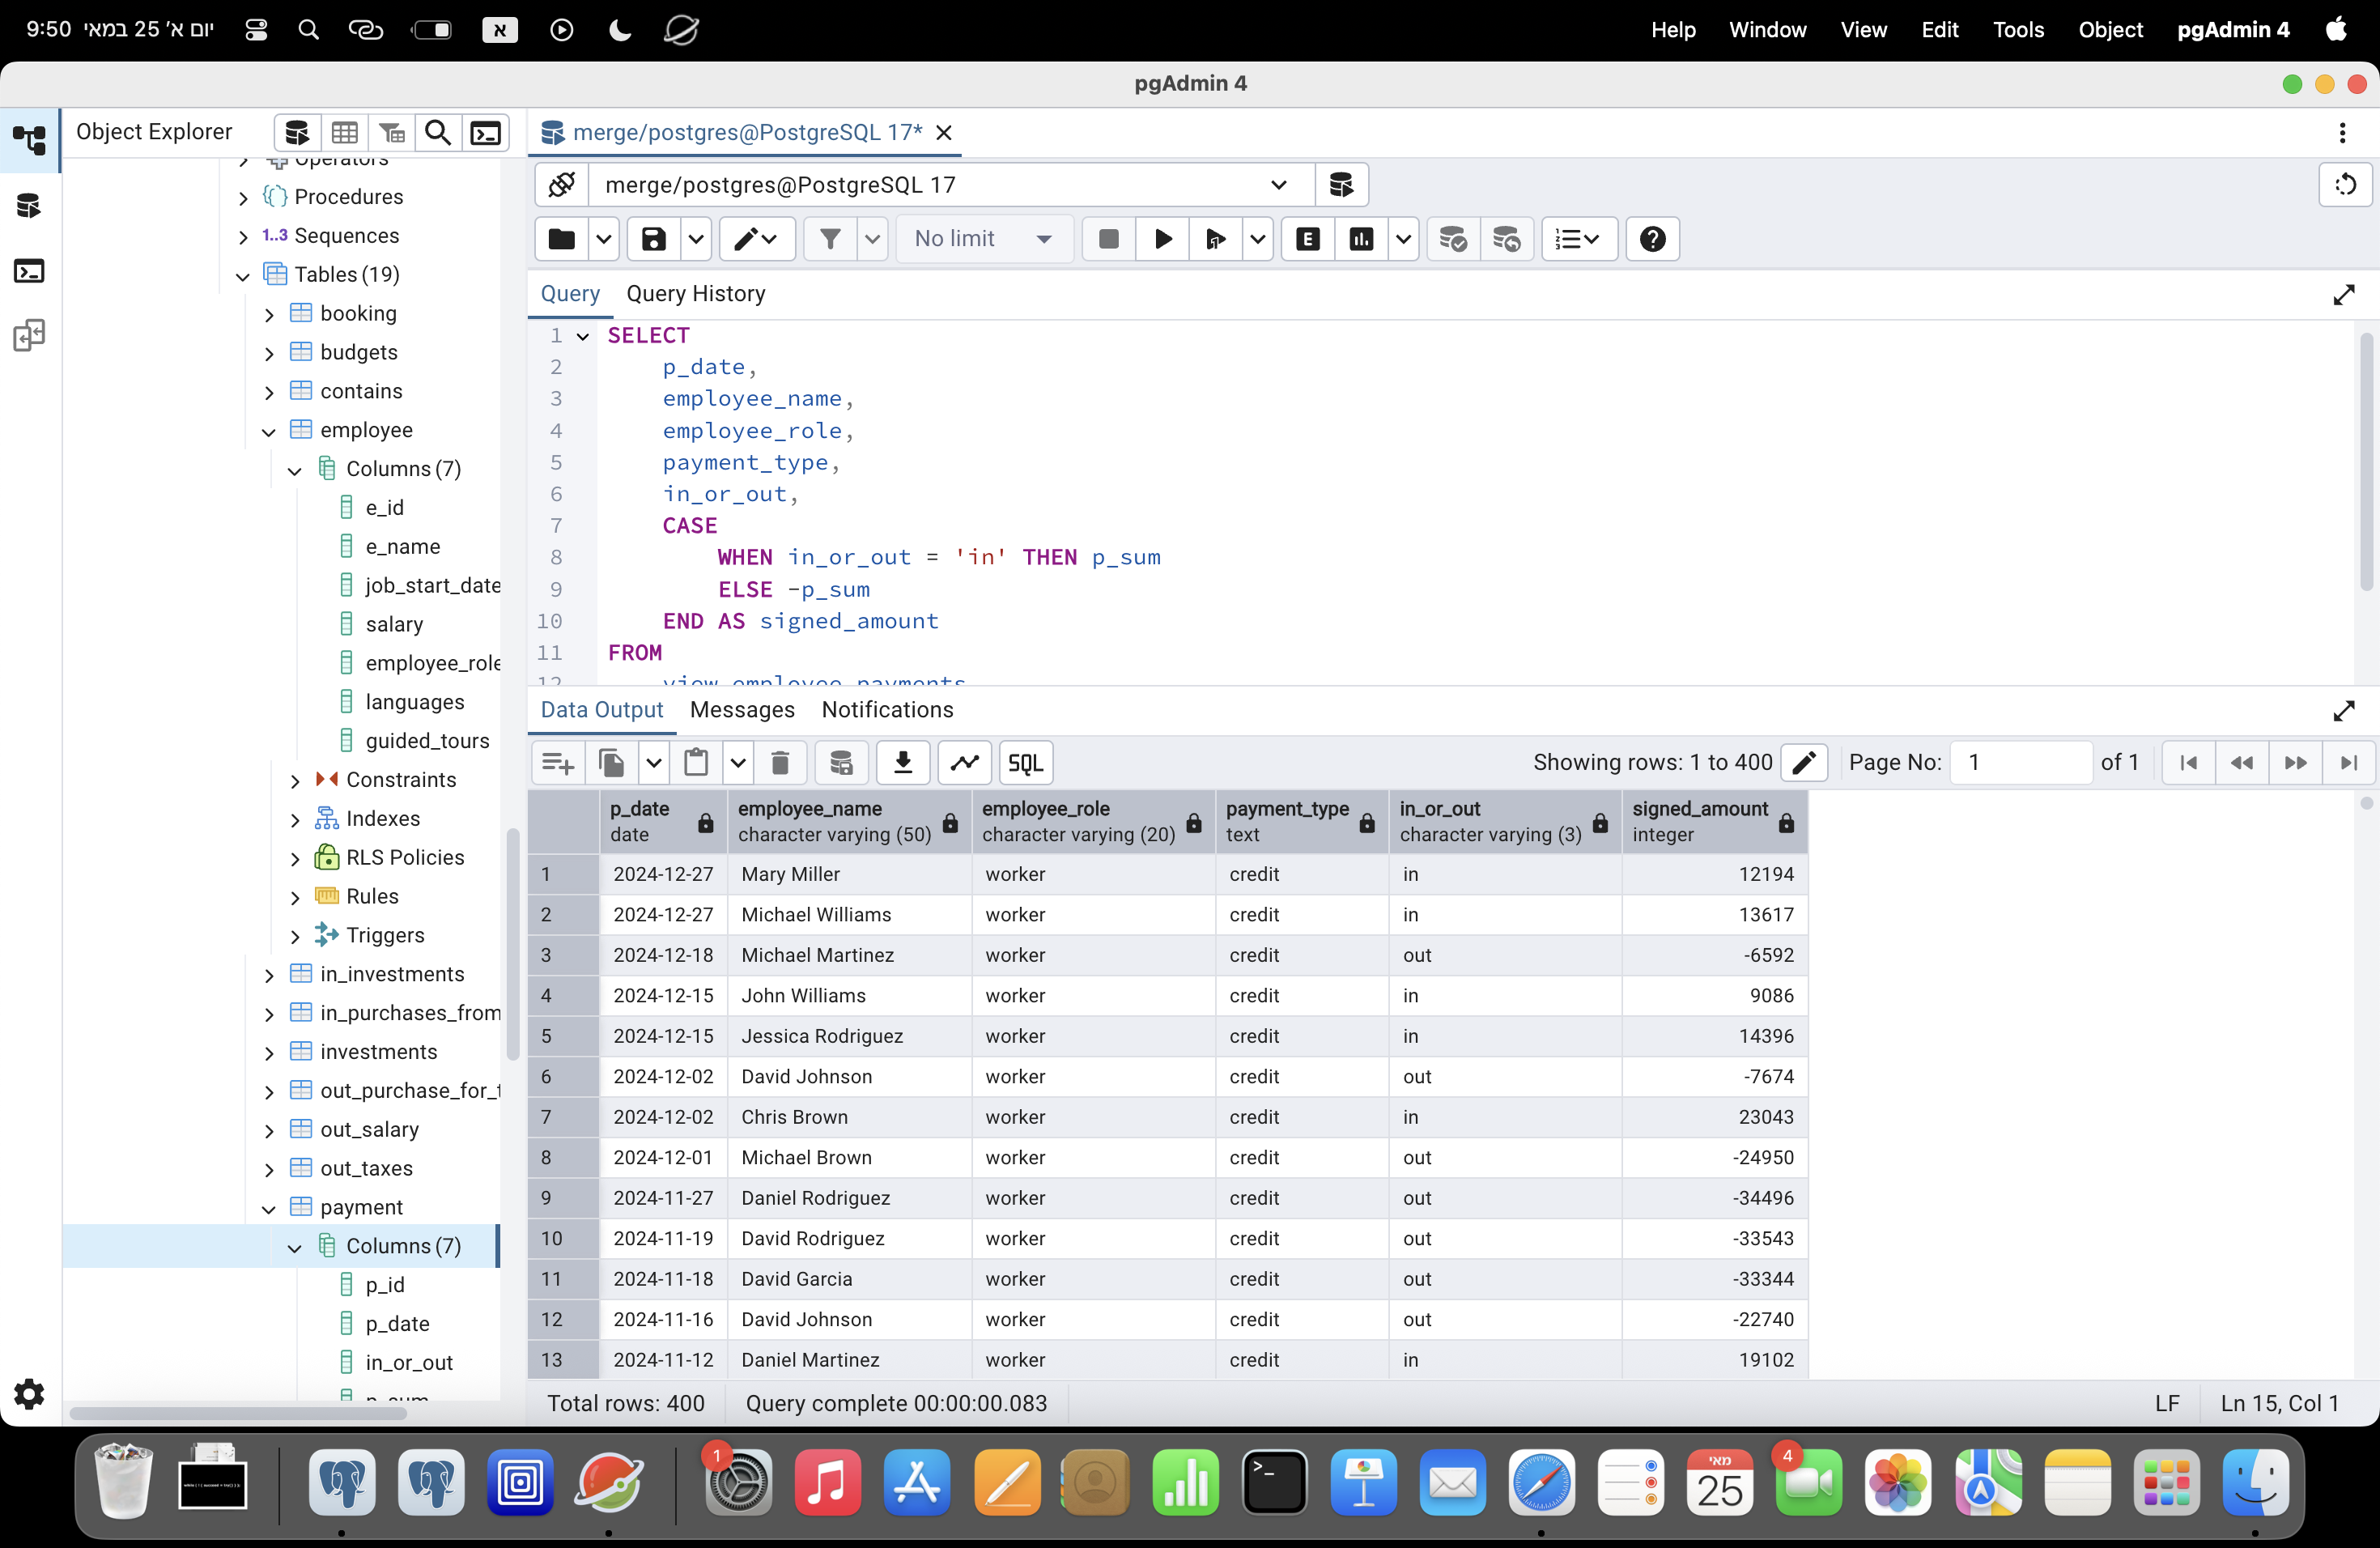 9:50 יום א׳ 25 במאי
א
Help Window View Edit Tools Object pgAdmin 4
pgAdmin 4
Object Explorer
Operators
Procedures
1..3 Sequences
Tables (19)
booking
budgets
contains
employee
Columns (7)
e_id
e_name
job_start_date
salary
employee_role
languages
guided_tours
Constraints
Indexes
RLS Policies
Rules
Triggers
in_investments
in_purchases_from
investments
out_purchase_for_t
out_salary
out_taxes
payment
Columns (7)
p_id
p_date
in_or_out
p_sum
merge/postgres@PostgreSQL 17*
merge/postgres@PostgreSQL 17
No limit
E
Query Query History
1 SELECT
2 p_date,
3 employee_name,
4 employee_role,
5 payment_type,
6 in_or_out,
7 CASE
8 WHEN in_or_out = 'in' THEN p_sum
9 ELSE -p_sum
10 END AS signed_amount
11 FROM
12 view_employee_payments
Data Output Messages Notifications
SQL Showing rows: 1 to 400 Page No: 1 of 1
p_date employee_name employee_role payment_type in_or_out signed_amount
date character varying (50) character varying (20) text character varying (3) integer
1 2024-12-27 Mary Miller worker credit in 12194
2 2024-12-27 Michael Williams worker credit in 13617
3 2024-12-18 Michael Martinez worker credit out -6592
4 2024-12-15 John Williams worker credit in 9086
5 2024-12-15 Jessica Rodriguez worker credit in 14396
6 2024-12-02 David Johnson worker credit out -7674
7 2024-12-02 Chris Brown worker credit in 23043
8 2024-12-01 Michael Brown worker credit out -24950
9 2024-11-27 Daniel Rodriguez worker credit out -34496
10 2024-11-19 David Rodriguez worker credit out -33543
11 2024-11-18 David Garcia worker credit out -33344
12 2024-11-16 David Johnson worker credit out -22740
13 2024-11-12 Daniel Martinez worker credit in 19102
Total rows: 400 Query complete 00:00:00.083 LF Ln 15, Col 1
1
>_
מאי
25
4